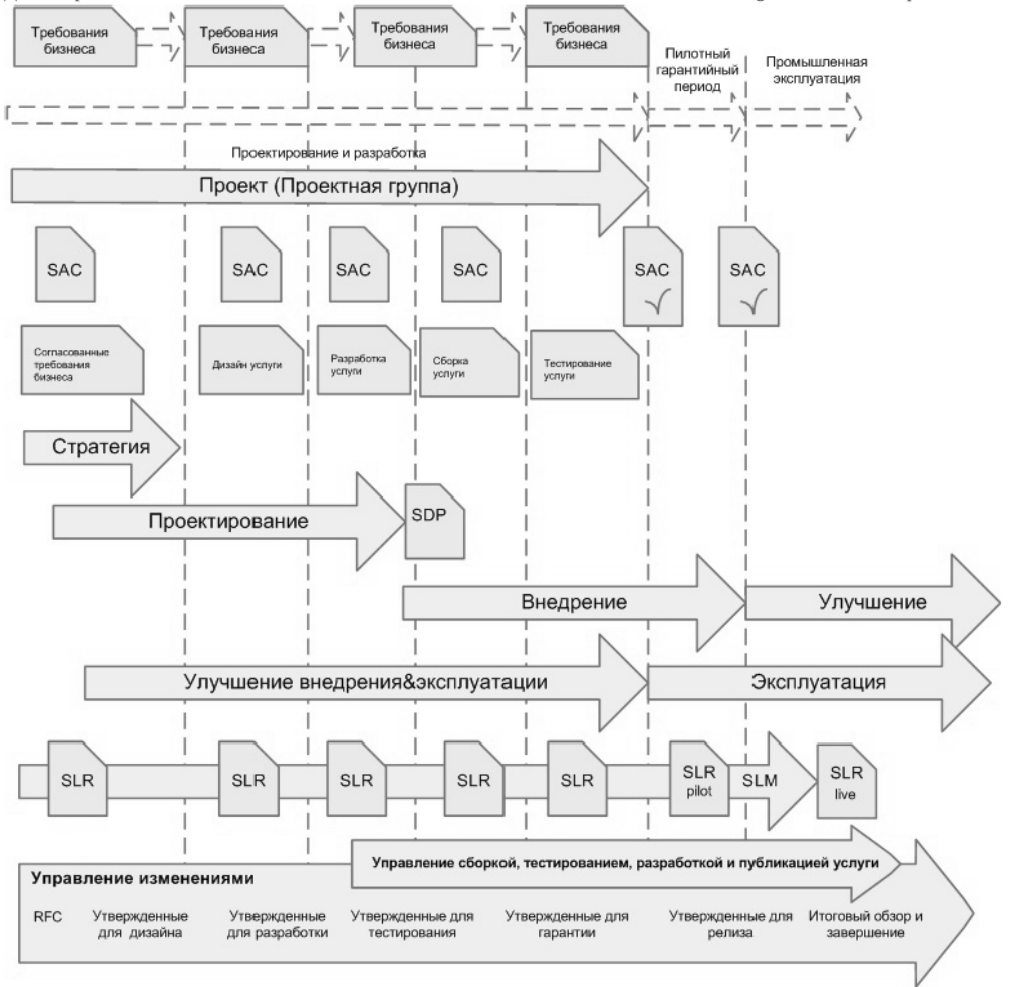 Требования
бизнеса
Требования
бизнеса
Требования
бизнеса
Требования
бизнеса
Пилотный
гарантийный
период
Промышленная
эксплуатация
Проектирование и разработка
Проект (Проектная группа)
SAC
SAC
SAC
SAC
SAC
SAC
Согласованные
требования
бизнеса
Дизайн услуги
Разработка
услуги
Сборка
услуги
Тестирование
услуги
Стратегия
Проектирование
SDP
Внедрение
Улучшение
Улучшение внедрения&эксплуатации
Эксплуатация
SLR
SLR
SLR
SLR
SLR
SLR
pilot
SLM
SLR
live
Управление сборкой, тестированием, разработкой и публикацией услуги
Управление изменениями
RFC
Утвержденные
для дизайна
Утвержденные
для разработки
Утвержденные для
тестирования
Утвержденные для
гарантии
Утвержденные для
релиза
Итоговый обзор и
завершение